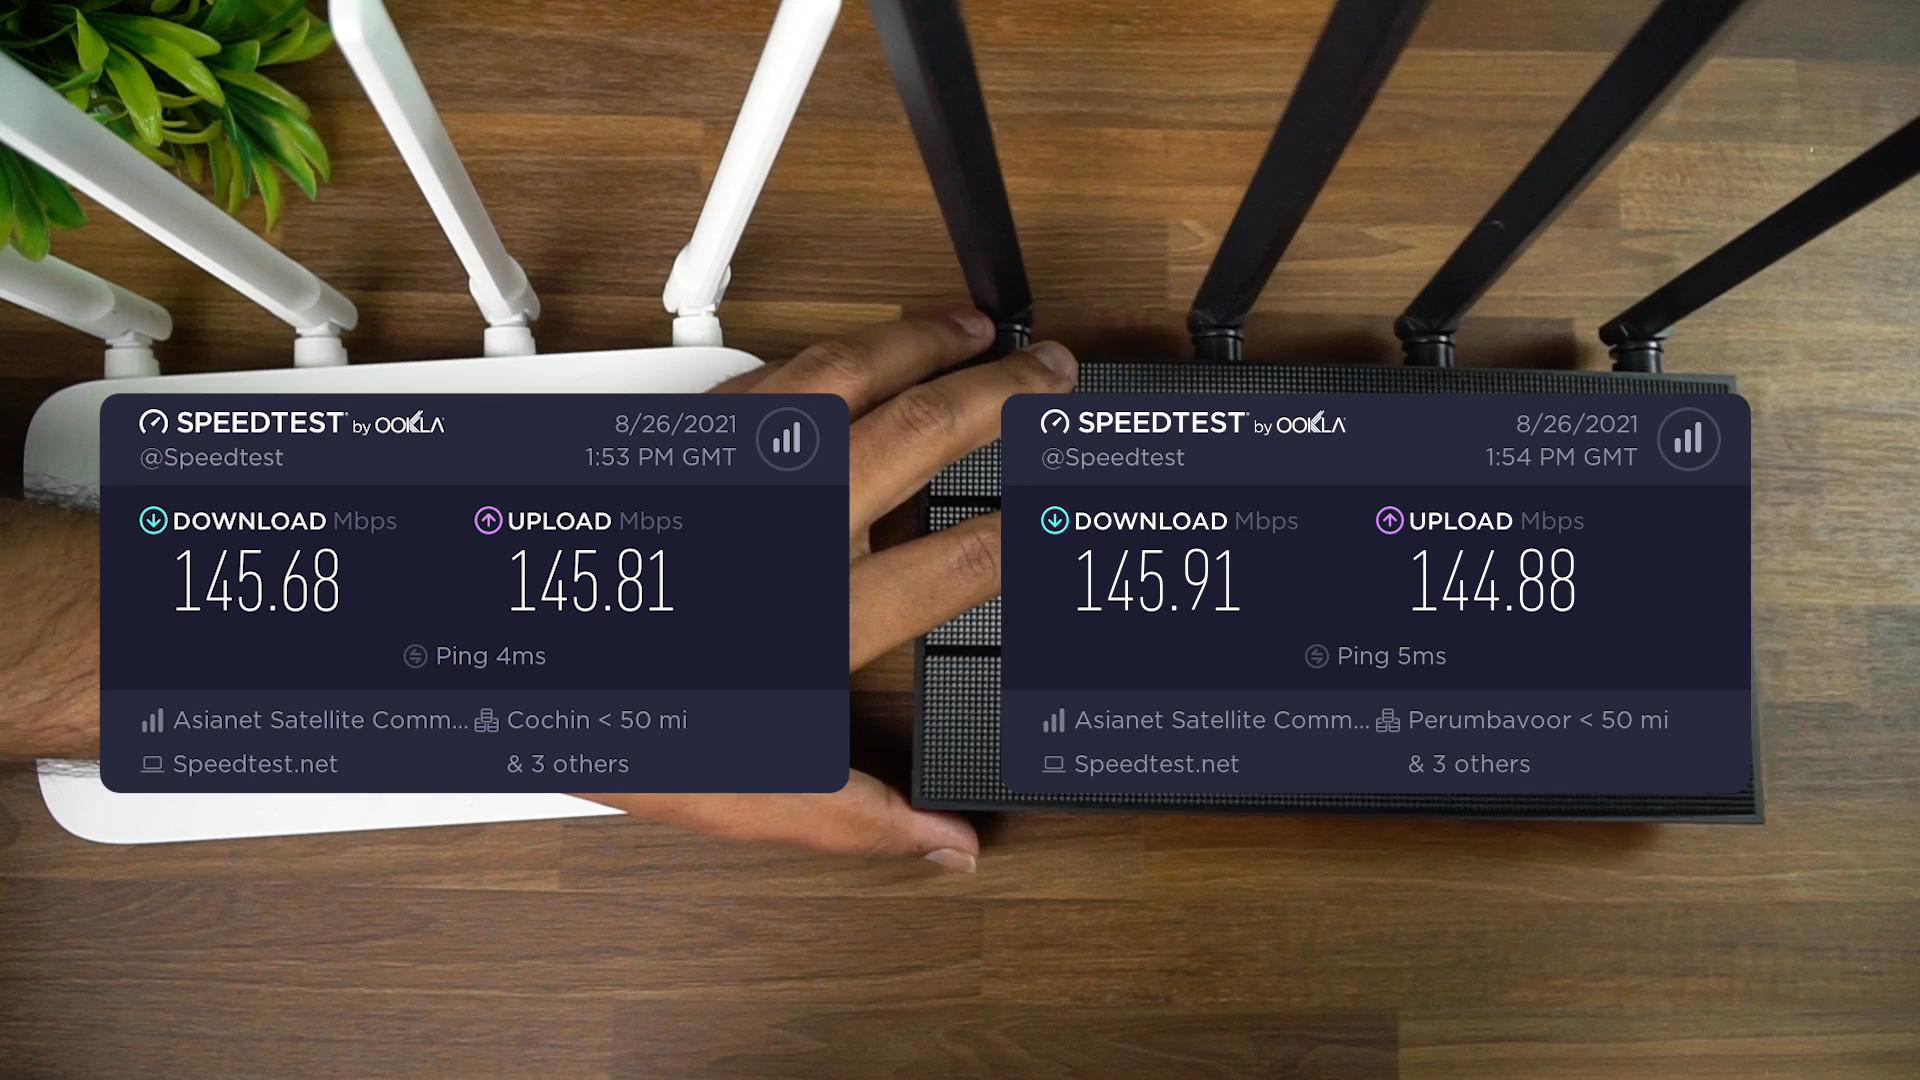 SPEEDTEST by OOKLA
@Speedtest
8/26/2021
1:53 PM GMT
DOWNLOAD Mbps
145.68
UPLOAD Mbps
145.81
Ping 4ms
Asianet Satellite Comm...
Cochin < 50 mi
Speedtest.net
& 3 others
SPEEDTEST by OOKLA
@Speedtest
8/26/2021
1:54 PM GMT
DOWNLOAD Mbps
145.91
UPLOAD Mbps
144.88
Ping 5ms
Asianet Satellite Comm...
Perumbavoor < 50 mi
Speedtest.net
& 3 others